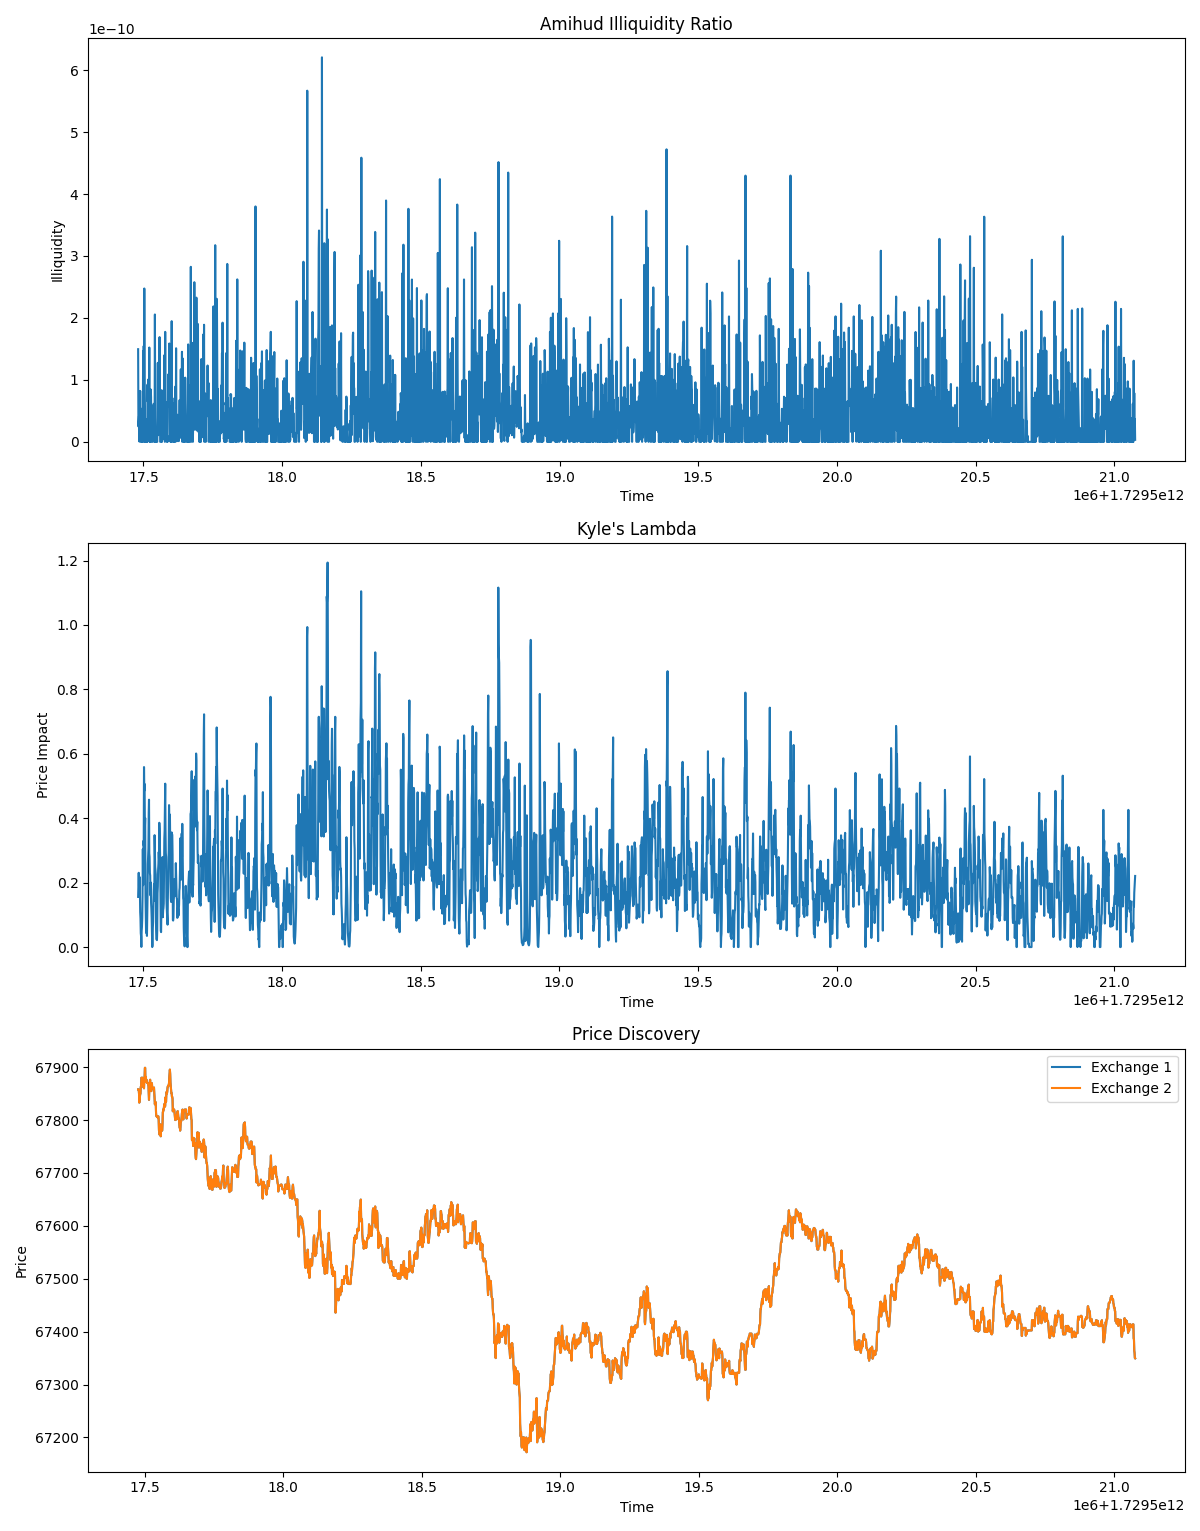 Amihud Illiquidity Ratio
1e−10
6
5
4
3
2
1
0
Illiquidity
17.5 18.0 18.5 19.0 19.5 20.0 20.5 21.0
Time
1e6+1.7295e12
Kyle's Lambda
1.2
1.0
0.8
0.6
0.4
0.2
0.0
Price Impact
17.5 18.0 18.5 19.0 19.5 20.0 20.5 21.0
Time
1e6+1.7295e12
Price Discovery
67900
67800
67700
67600
67500
67400
67300
67200
Price
Exchange 1
Exchange 2
17.5 18.0 18.5 19.0 19.5 20.0 20.5 21.0
Time
1e6+1.7295e12